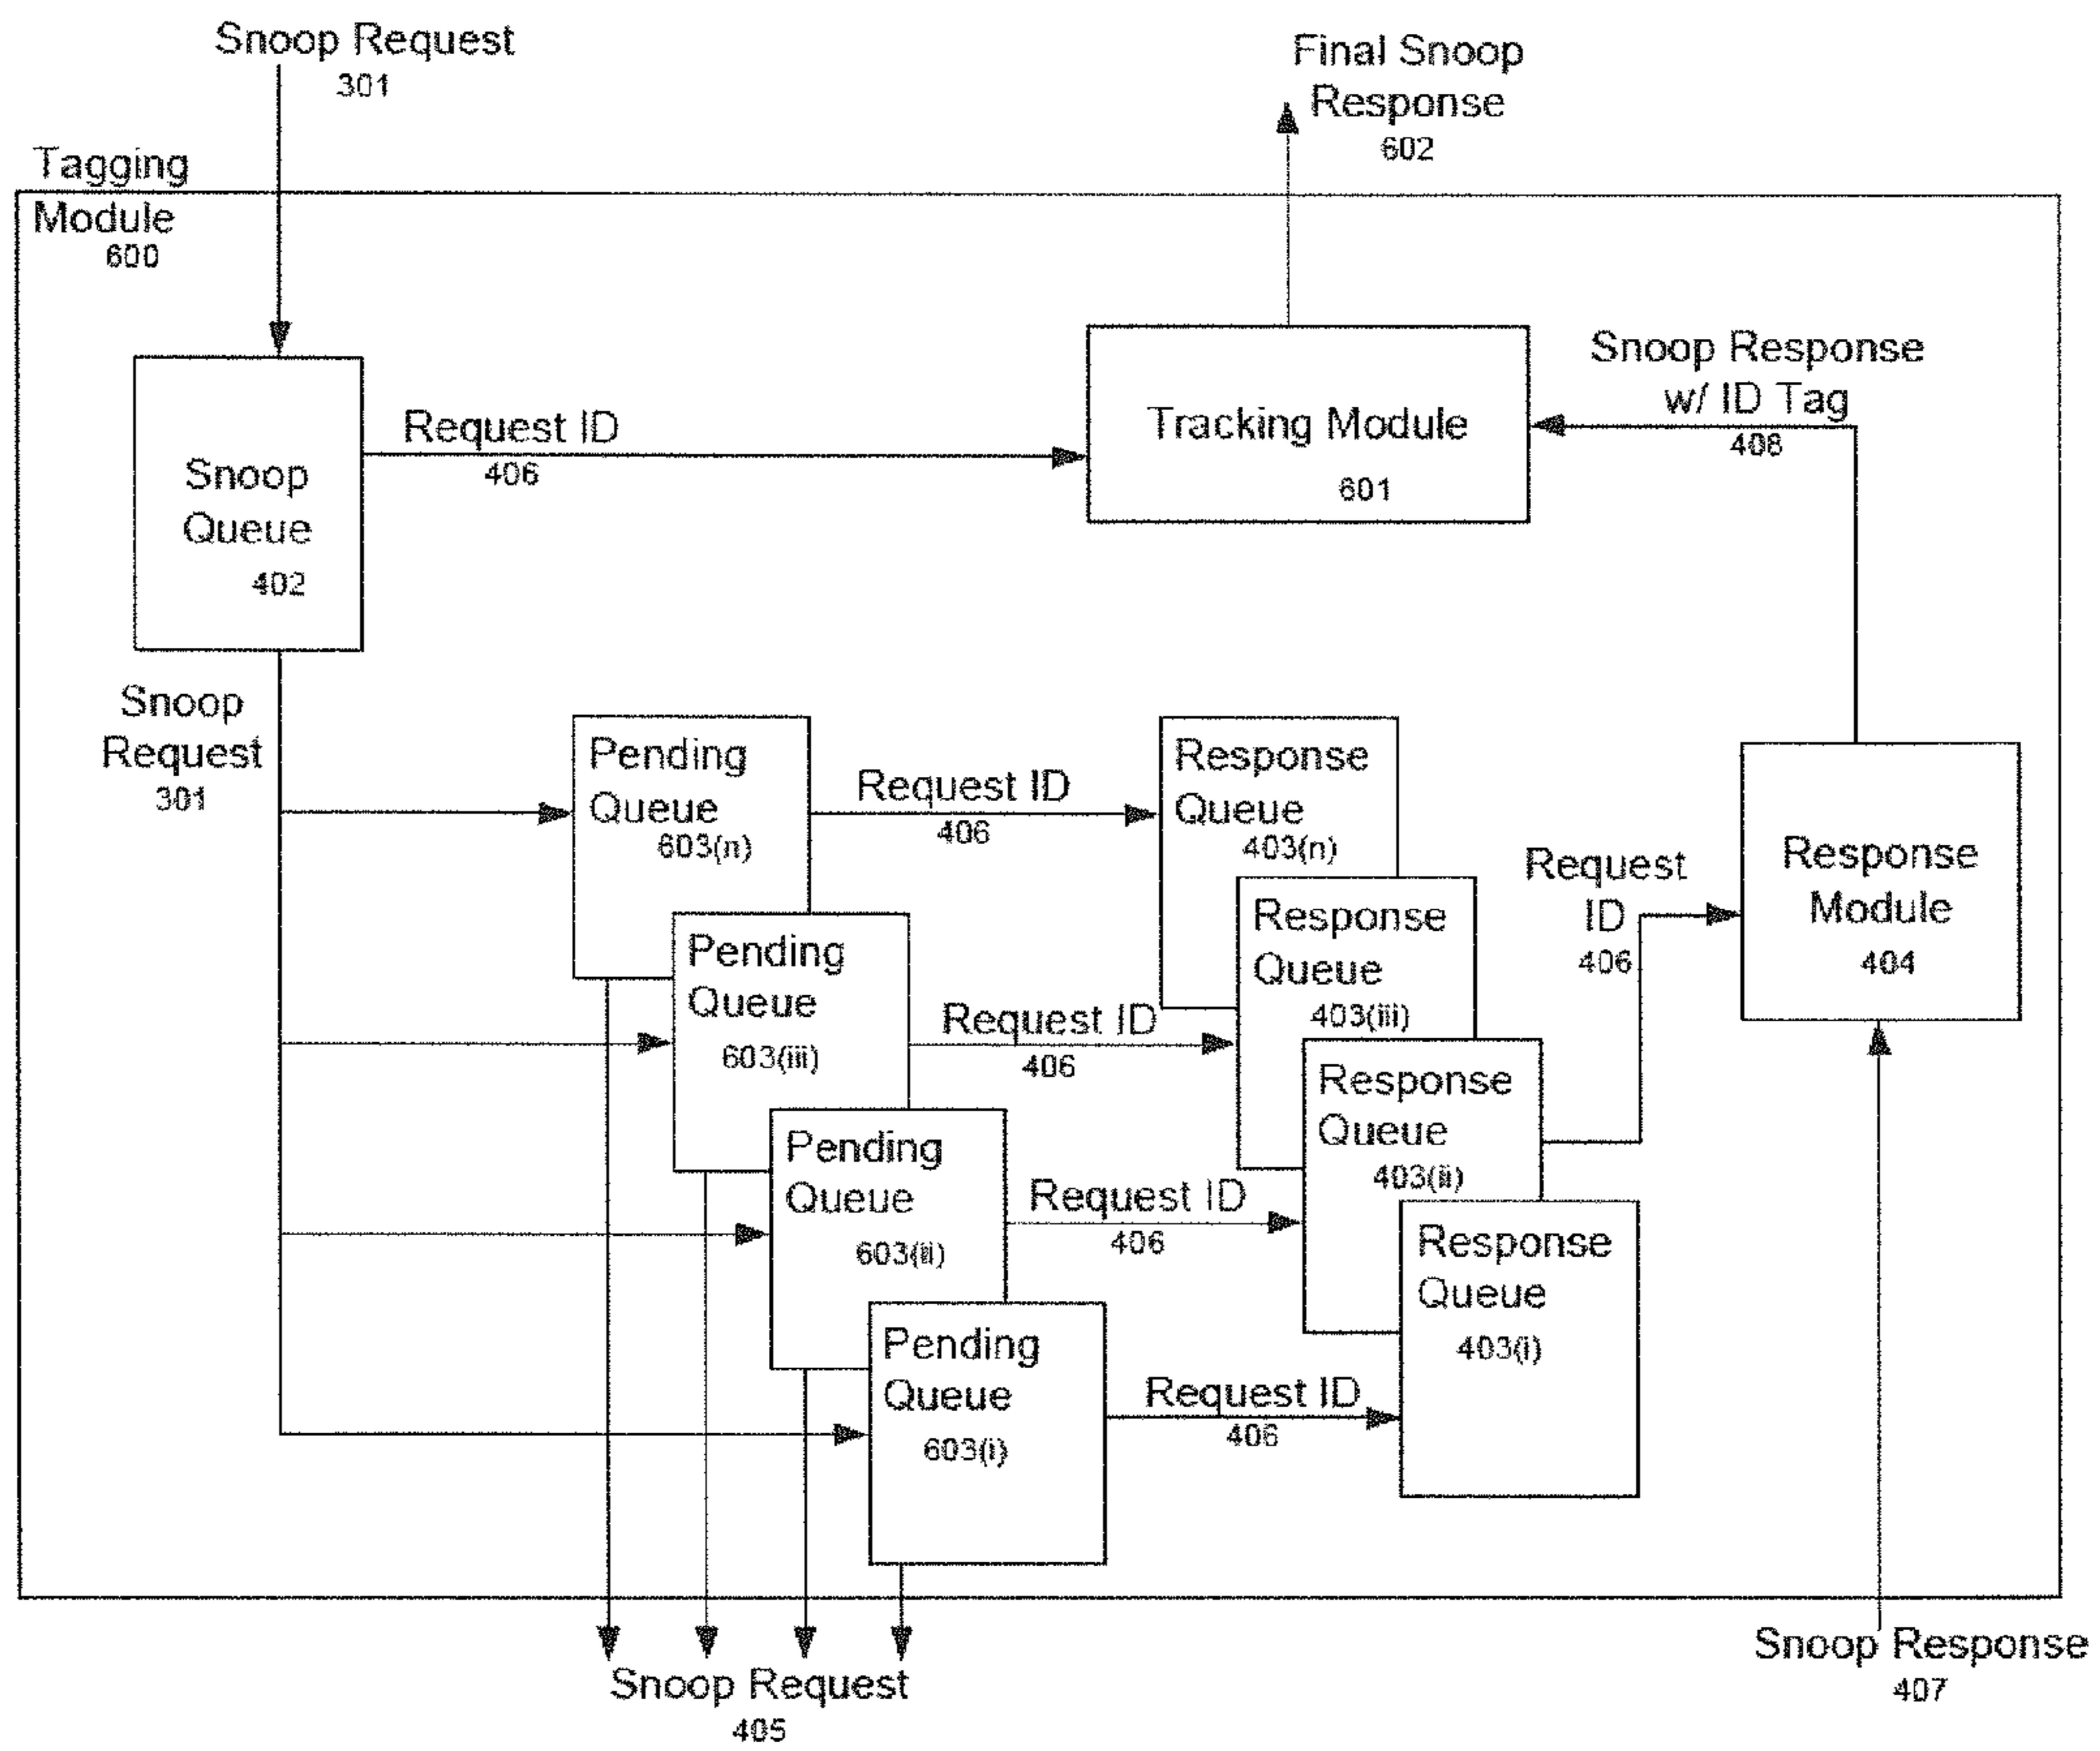 Snoop Request
301
Final Snoop
Response
602
Tagging
Module
600
Snoop
Queue
402
Request ID
406
Tracking Module
601
Snoop Response
w/ ID Tag
408
Snoop
Request
301
Pending
Queue
603(n)
Request ID
406
Response
Queue
403(n)
Pending
Queue
603(iii)
Request ID
406
Response
Queue
403(iii)
Pending
Queue
603(ii)
Request ID
406
Response
Queue
403(ii)
Pending
Queue
603(i)
Request ID
406
Response
Queue
403(i)
Request
ID
406
Response
Module
404
Snoop Request
405
Snoop Response
407